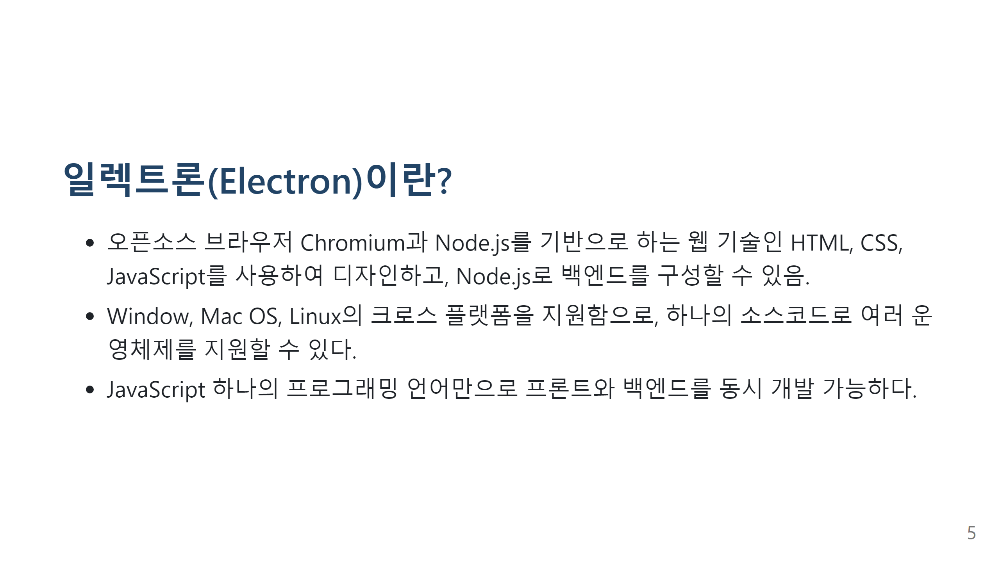 일렉트론(Electron)이란?
• 오픈소스 브라우저 Chromium과 Node.js를 기반으로 하는 웹 기술인 HTML, CSS,
JavaScript를 사용하여 디자인하고, Node.js로 백엔드를 구성할 수 있음.
• Window, Mac OS, Linux의 크로스 플랫폼을 지원함으로, 하나의 소스코드로 여러 운
영체제를 지원할 수 있다.
• JavaScript 하나의 프로그래밍 언어만으로 프론트와 백엔드를 동시 개발 가능하다.
5